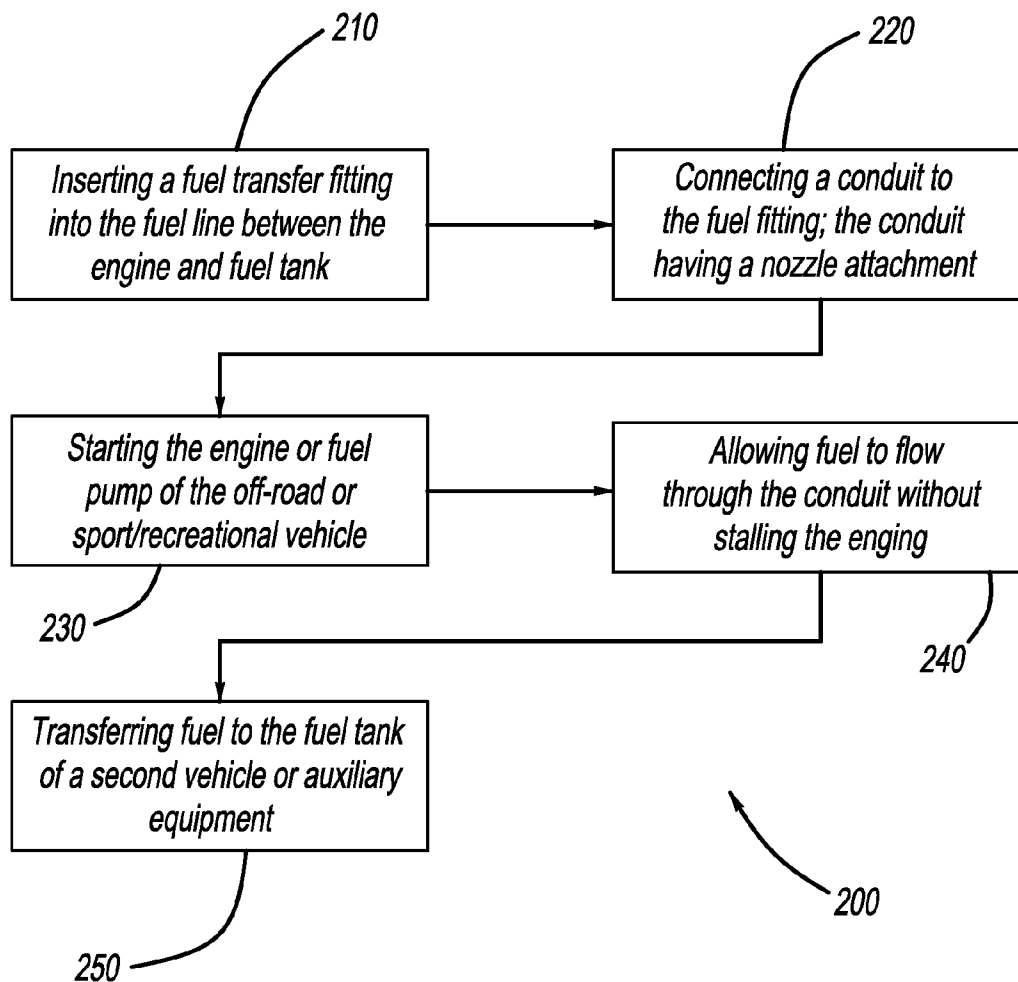 210
220
Inserting a fuel transfer fitting
into the fuel line between the
engine and fuel tank
Connecting a conduit to
the fuel fitting; the conduit
having a nozzle attachment
Starting the engine or fuel
pump of the off-road or
sport/recreational vehicle
Allowing fuel to flow
through the conduit without
stalling the enging
230
240
Transferring fuel to the fuel tank
of a second vehicle or auxiliary
equipment
200
250